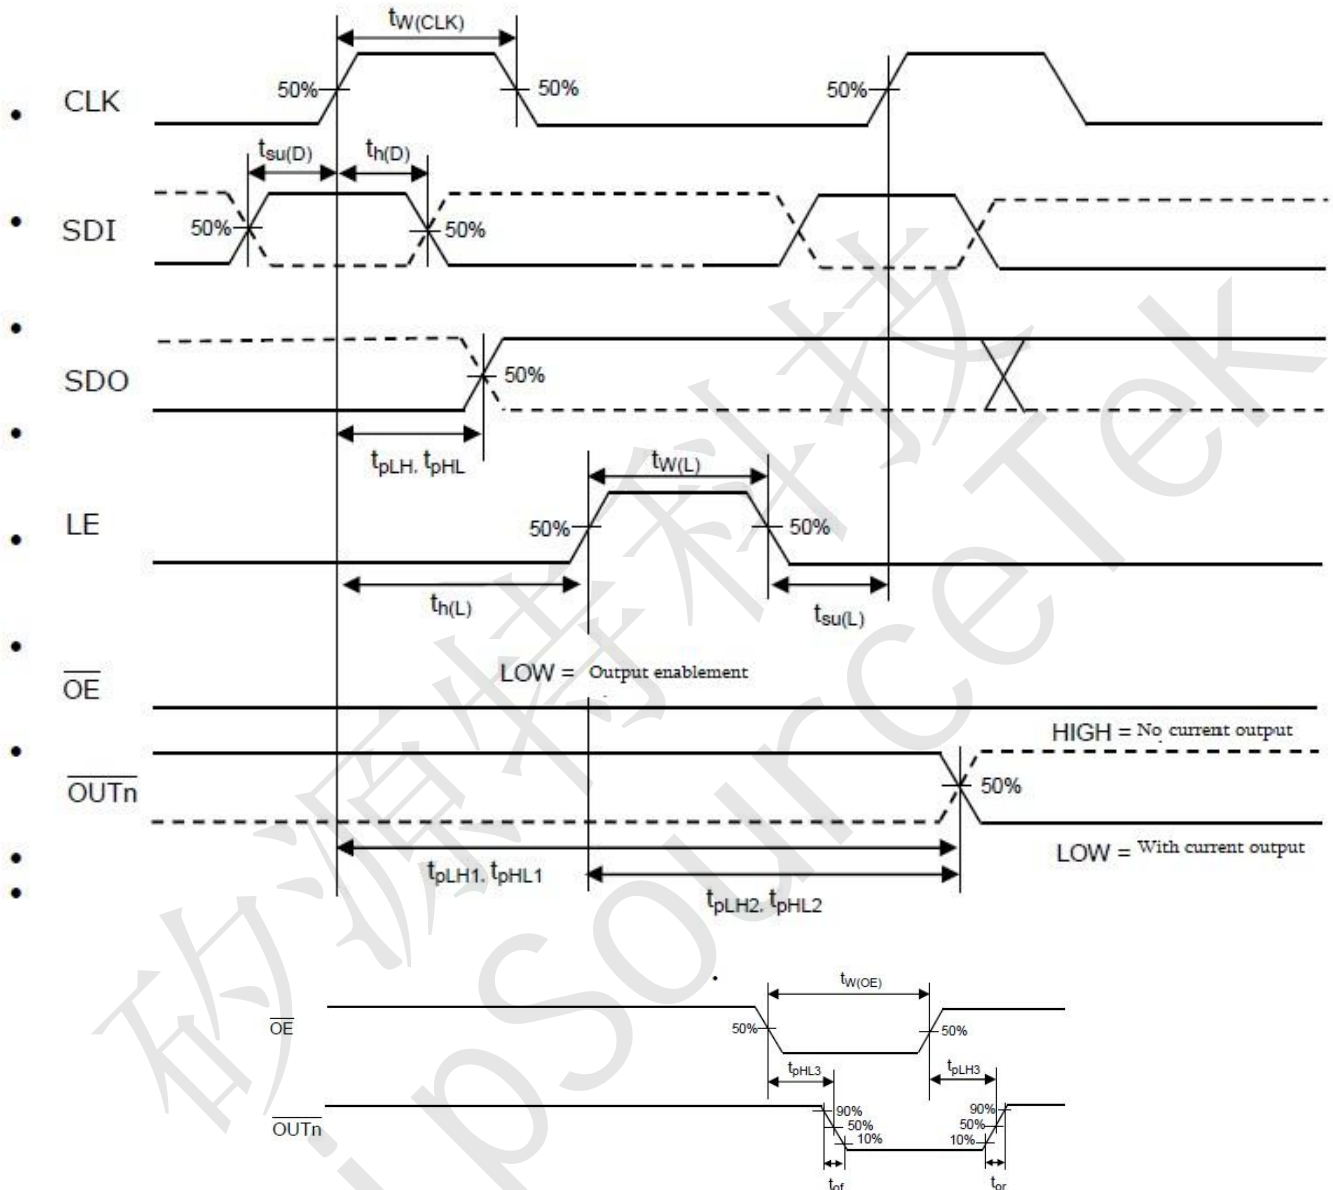 tW(CLK)
50%
50%
50%
CLK
tsu(D)
th(D)
SDI
50%
50%
SDO
50%
tpLH, tpHL
tW(L)
LE
50%
50%
th(L)
tsu(L)
LOW = Output enablement
OE
HIGH = No current output
OUTn
50%
LOW = With current output
tpLH1, tpHL1
tpLH2, tpHL2
tW(OE)
OE
50%
50%
tpHL3
tpLH3
OUTn
90%
50%
10%
90%
50%
10%
tof
tor
矽源特科技
ipSourceTek